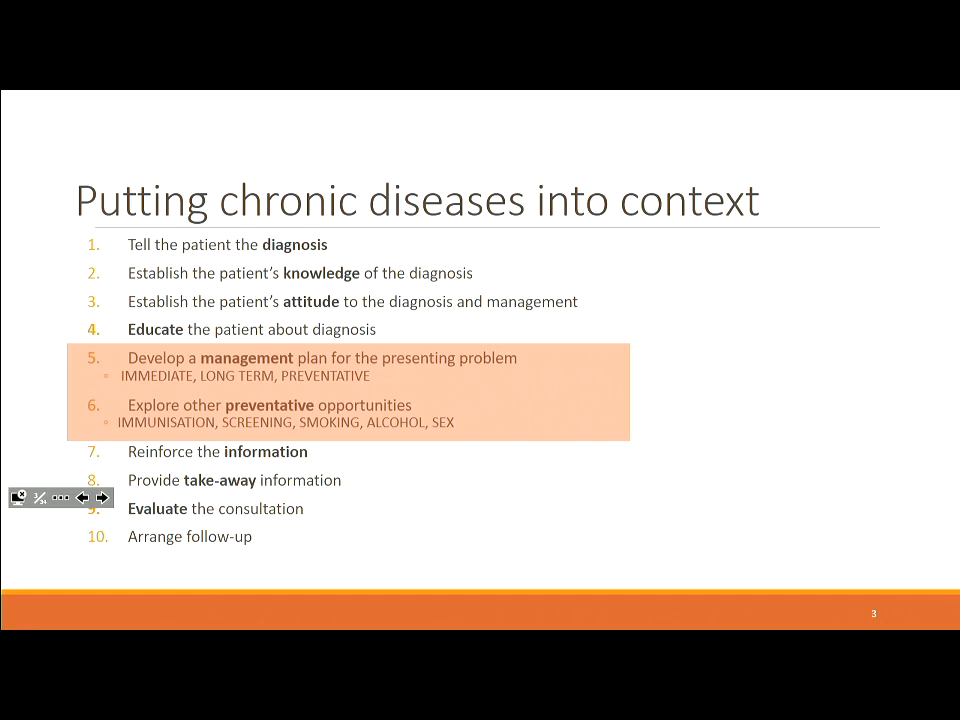 Putting chronic diseases into context
1. Tell the patient the diagnosis
2. Establish the patient's knowledge of the diagnosis
3. Establish the patient's attitude to the diagnosis and management
4. Educate the patient about diagnosis
5. Develop a management plan for the presenting problem
◦ IMMEDIATE, LONG TERM, PREVENTATIVE
6. Explore other preventative opportunities
◦ IMMUNISATION, SCREENING, SMOKING, ALCOHOL, SEX
7. Reinforce the information
8. Provide take-away information
3/34
9. Evaluate the consultation
10. Arrange follow-up
3